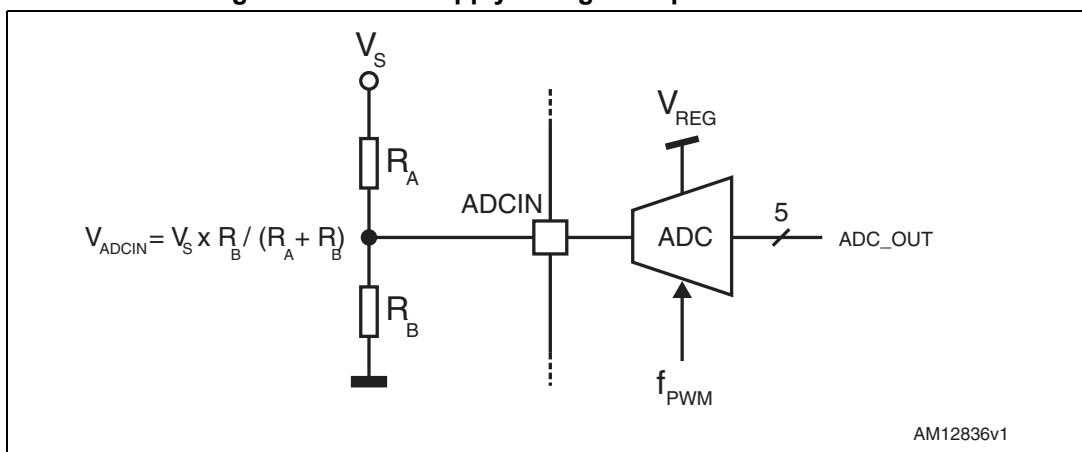 V_S
V_REG
R_A
ADCIN
5
V_ADCIN = V_S x R_B / (R_A + R_B)
ADC
ADC_OUT
R_B
f_PWM
AM12836v1